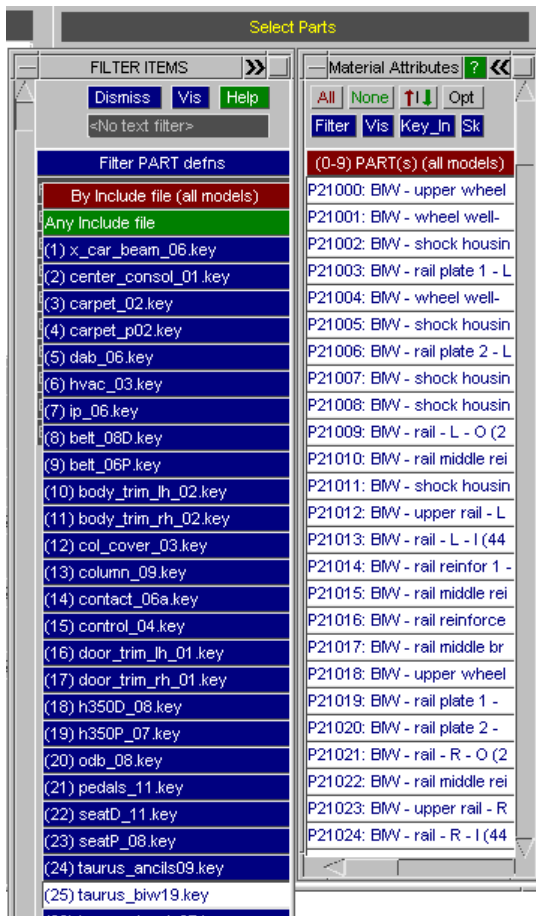 Select Parts
FILTER ITEMS
Dismiss Vis Help
<No text filter>
Filter PART defns
By Include file (all models)
Any Include file
(1) x_car_beam_06.key
(2) center_consol_01.key
(3) carpet_02.key
(4) carpet_p02.key
(5) dab_06.key
(6) hvac_03.key
(7) ip_06.key
(8) belt_08D.key
(9) belt_06P.key
(10) body_trim_lh_02.key
(11) body_trim_rh_02.key
(12) col_cover_03.key
(13) column_09.key
(14) contact_06a.key
(15) control_04.key
(16) door_trim_lh_01.key
(17) door_trim_rh_01.key
(18) h350D_08.key
(19) h350P_07.key
(20) odb_08.key
(21) pedals_11.key
(22) seatD_11.key
(23) seatP_08.key
(24) taurus_ancils09.key
(25) taurus_biw19.key
Material Attributes ?
All None Opt
Filter Vis Key_In Sk
(0-9) PART(s) (all models)
P21000: BIW - upper wheel
P21001: BIW - wheel well-
P21002: BIW - shock housin
P21003: BIW - rail plate 1 - L
P21004: BIW - wheel well-
P21005: BIW - shock housin
P21006: BIW - rail plate 2 - L
P21007: BIW - shock housin
P21008: BIW - shock housin
P21009: BIW - rail - L - O (2
P21010: BIW - rail middle rei
P21011: BIW - shock housin
P21012: BIW - upper rail - L
P21013: BIW - rail - L - I (44
P21014: BIW - rail reinfor 1 -
P21015: BIW - rail middle rei
P21016: BIW - rail reinforce
P21017: BIW - rail middle br
P21018: BIW - upper wheel
P21019: BIW - rail plate 1 -
P21020: BIW - rail plate 2 -
P21021: BIW - rail - R - O (2
P21022: BIW - rail middle rei
P21023: BIW - upper rail - R
P21024: BIW - rail - R - I (44